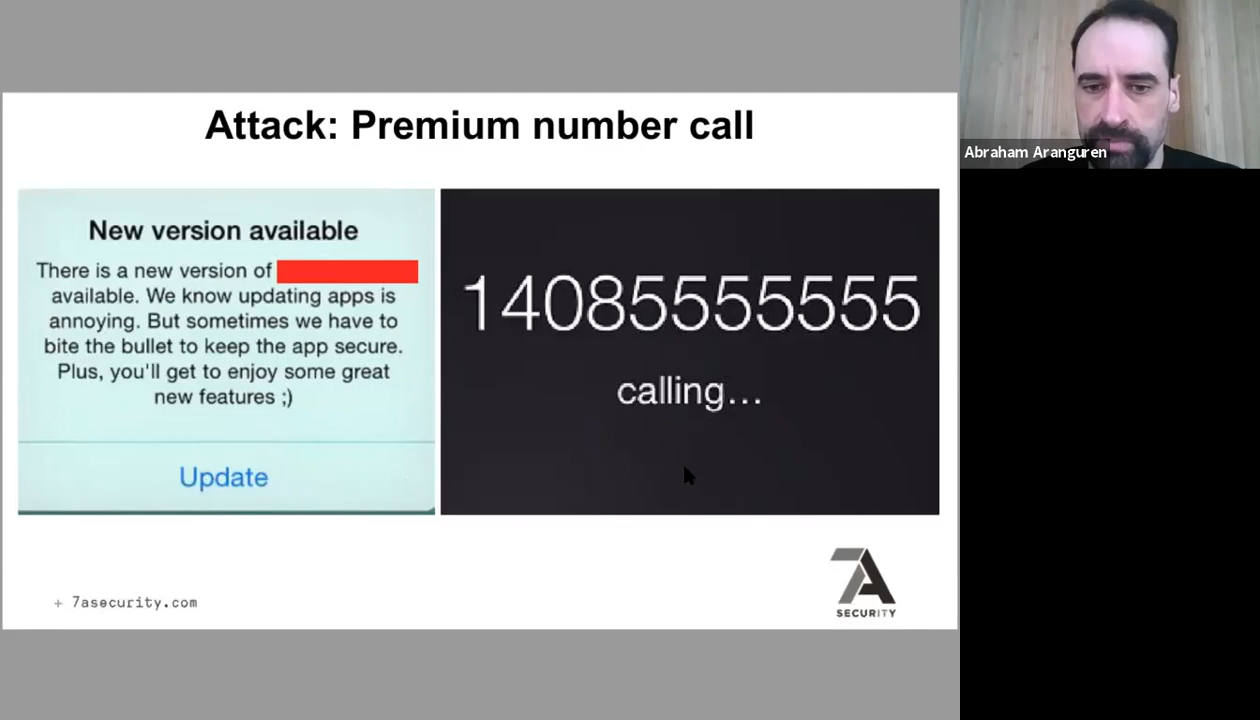 Attack: Premium number call
New version available
There is a new version of
available. We know updating apps is
annoying. But sometimes we have to
bite the bullet to keep the app secure.
Plus, you'll get to enjoy some great
new features ;)
Update
14085555555
calling...
+ 7asecurity.com
7A
SECURITY
Abraham Aranguren